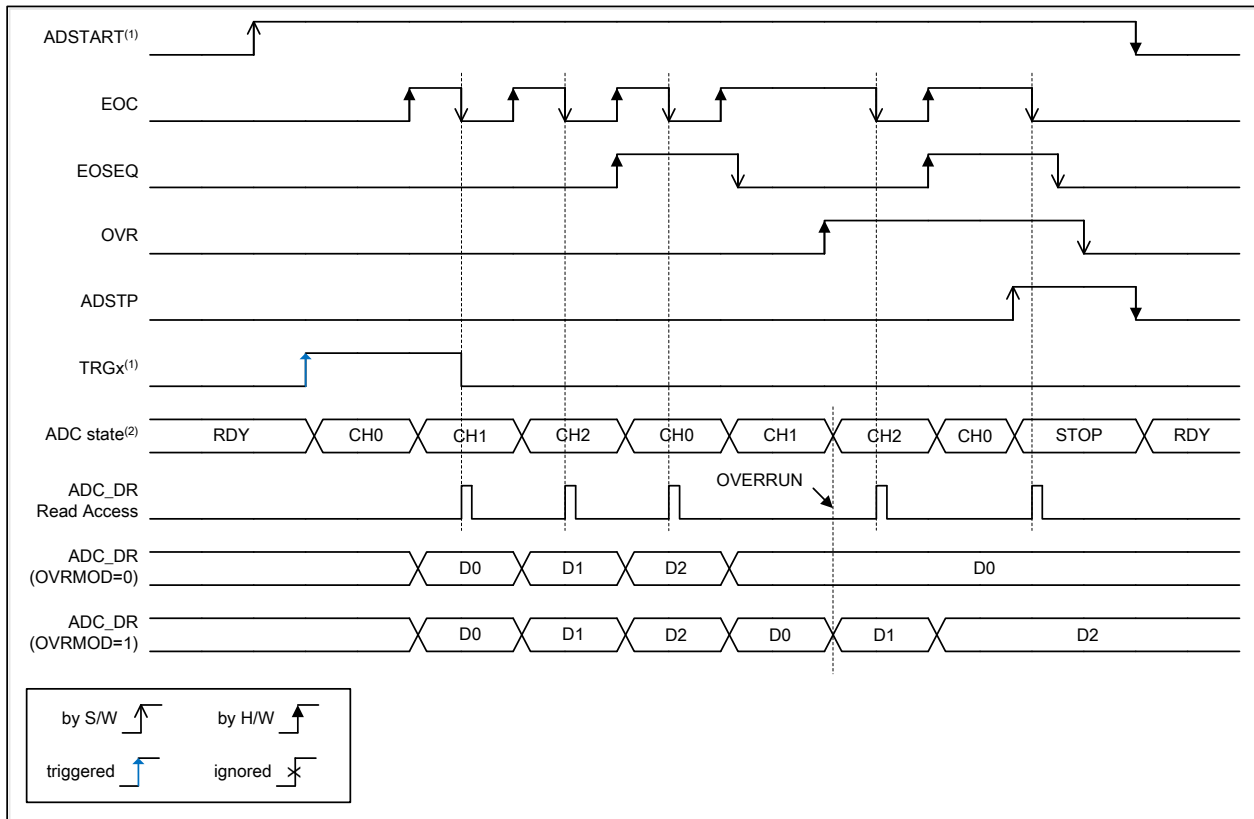 ADSTART(1)
EOC
EOSEQ
OVR
ADSTP
TRGx(1)
ADC state(2) RDY CH0 CH1 CH2 CH0 CH1 CH2 CH0 STOP RDY
OVERRUN
ADC_DR
Read Access
ADC_DR
(OVRMOD=0) D0 D1 D2 D0
ADC_DR
(OVRMOD=1) D0 D1 D2 D0 D1 D2
by S/W by H/W
triggered ignored